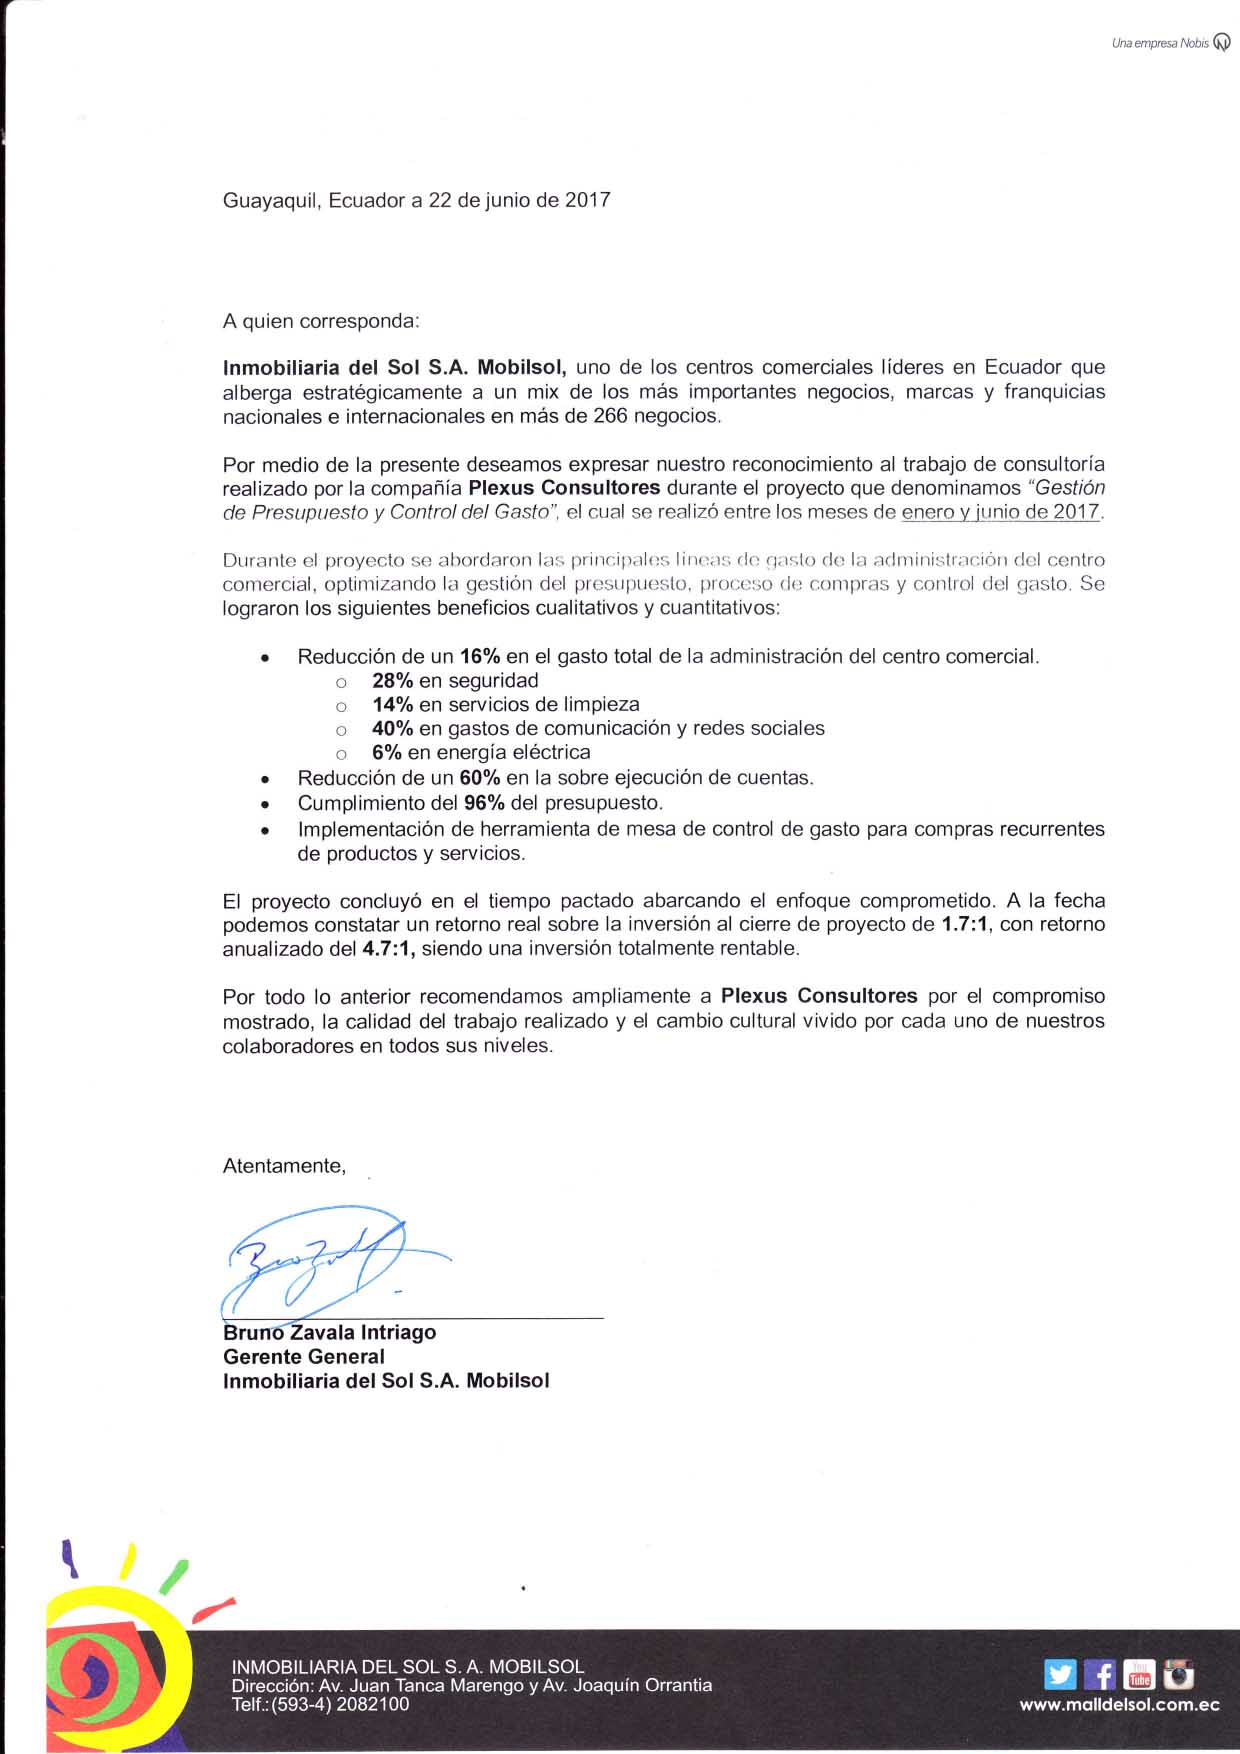 Una empresa Nobis
Guayaquil, Ecuador a 22 de junio de 2017
A quien corresponda:
Inmobiliaria del Sol S.A. Mobilsol, uno de los centros comerciales líderes en Ecuador que
alberga estratégicamente a un mix de los más importantes negocios, marcas y franquicias
nacionales e internacionales en más de 266 negocios.
Por medio de la presente deseamos expresar nuestro reconocimiento al trabajo de consultoría
realizado por la compañía Plexus Consultores durante el proyecto que denominamos “Gestión
de Presupuesto y Control del Gasto”, el cual se realizó entre los meses de enero y junio de 2017.
Durante el proyecto se abordaron las principales líneas de gasto de la administración del centro
comercial, optimizando la gestión del presupuesto, proceso de compras y control del gasto. Se
lograron los siguientes beneficios cualitativos y cuantitativos:
• Reducción de un 16% en el gasto total de la administración del centro comercial.
o 28% en seguridad
o 14% en servicios de limpieza
o 40% en gastos de comunicación y redes sociales
o 6% en energía eléctrica
• Reducción de un 60% en la sobre ejecución de cuentas.
• Cumplimiento del 96% del presupuesto.
• Implementación de herramienta de mesa de control de gasto para compras recurrentes
de productos y servicios.
El proyecto concluyó en el tiempo pactado abarcando el enfoque comprometido. A la fecha
podemos constatar un retorno real sobre la inversión al cierre de proyecto de 1.7:1, con retorno
anualizado del 4.7:1, siendo una inversión totalmente rentable.
Por todo lo anterior recomendamos ampliamente a Plexus Consultores por el compromiso
mostrado, la calidad del trabajo realizado y el cambio cultural vivido por cada uno de nuestros
colaboradores en todos sus niveles.
Atentamente,
Bruno Zavala Intriago
Gerente General
Inmobiliaria del Sol S.A. Mobilsol
INMOBILIARIA DEL SOL S. A. MOBILSOL
Dirección: Av. Juan Tanca Marengo y Av. Joaquín Orrantia
Telf.: (593-4) 2082100
You Tube
www.malldelsol.com.ec